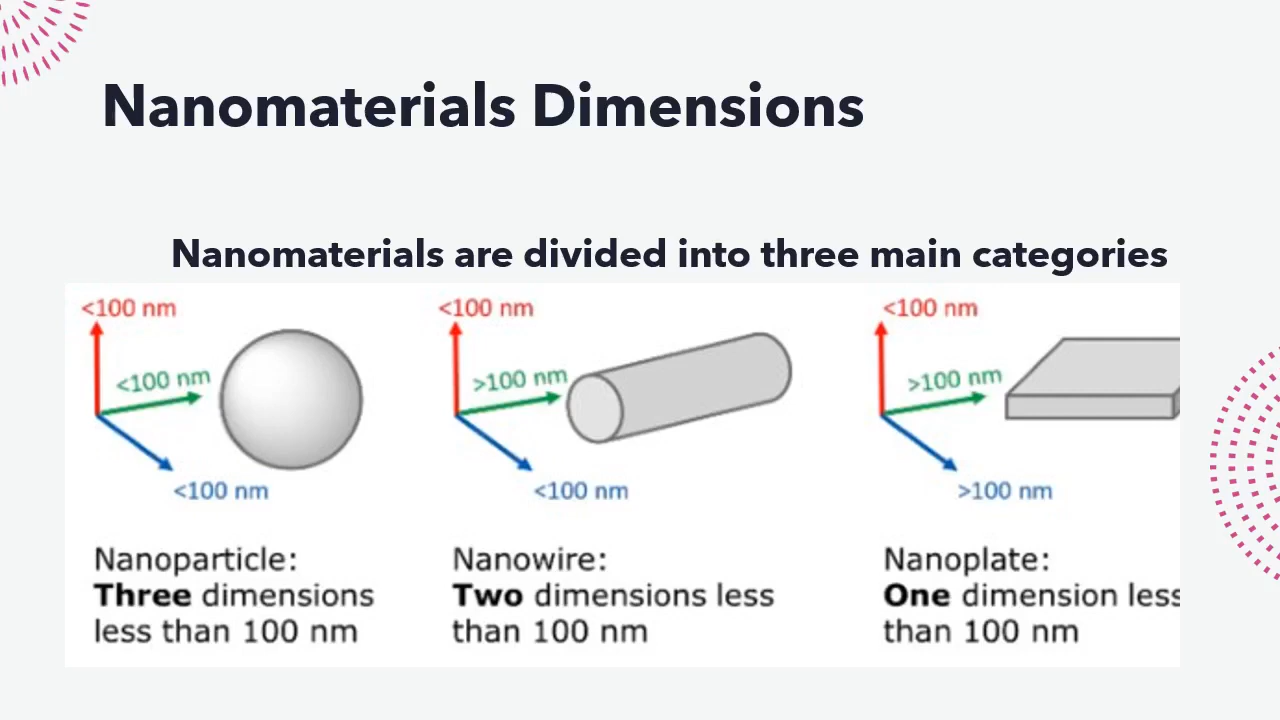 Nanomaterials Dimensions
Nanomaterials are divided into three main categories
<100 nm
<100 nm
<100 nm
Nanoparticle:
Three dimensions
less than 100 nm
<100 nm
>100 nm
<100 nm
Nanowire:
Two dimensions less
than 100 nm
<100 nm
>100 nm
>100 nm
Nanoplate:
One dimension less
than 100 nm